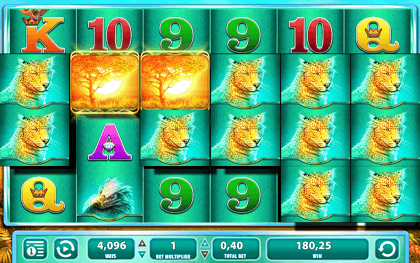 K 10 9 9 10 Q
A
Q 9 9
4,096 1 0,40 180,25
WAYS BET MULTIPLIER TOTAL BET WIN